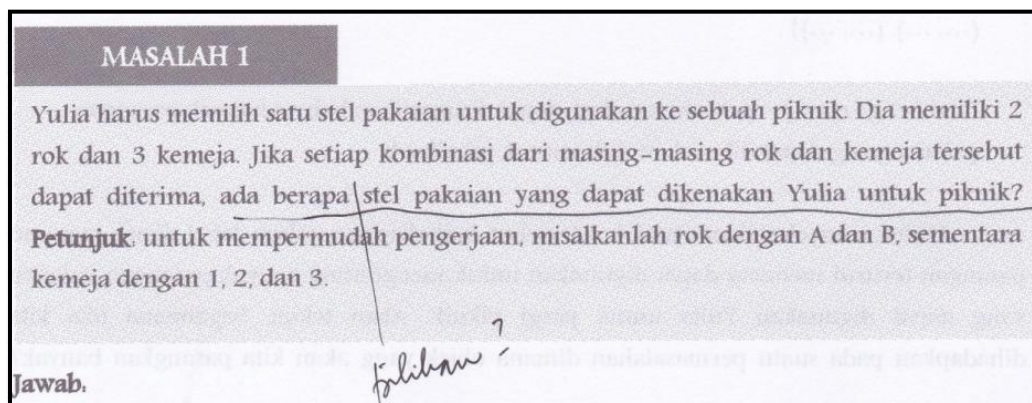 MASALAH 1
Yulia harus memilih satu stel pakaian untuk digunakan ke sebuah piknik. Dia memiliki 2
rok dan 3 kemeja. Jika setiap kombinasi dari masing-masing rok dan kemeja tersebut
dapat diterima, ada berapa stel pakaian yang dapat dikenakan Yulia untuk piknik?
Petunjuk. untuk mempermudah pengerjaan, misalkanlah rok dengan A dan B, sementara
kemeja dengan 1, 2, dan 3.
pilihan ?
Jawab.